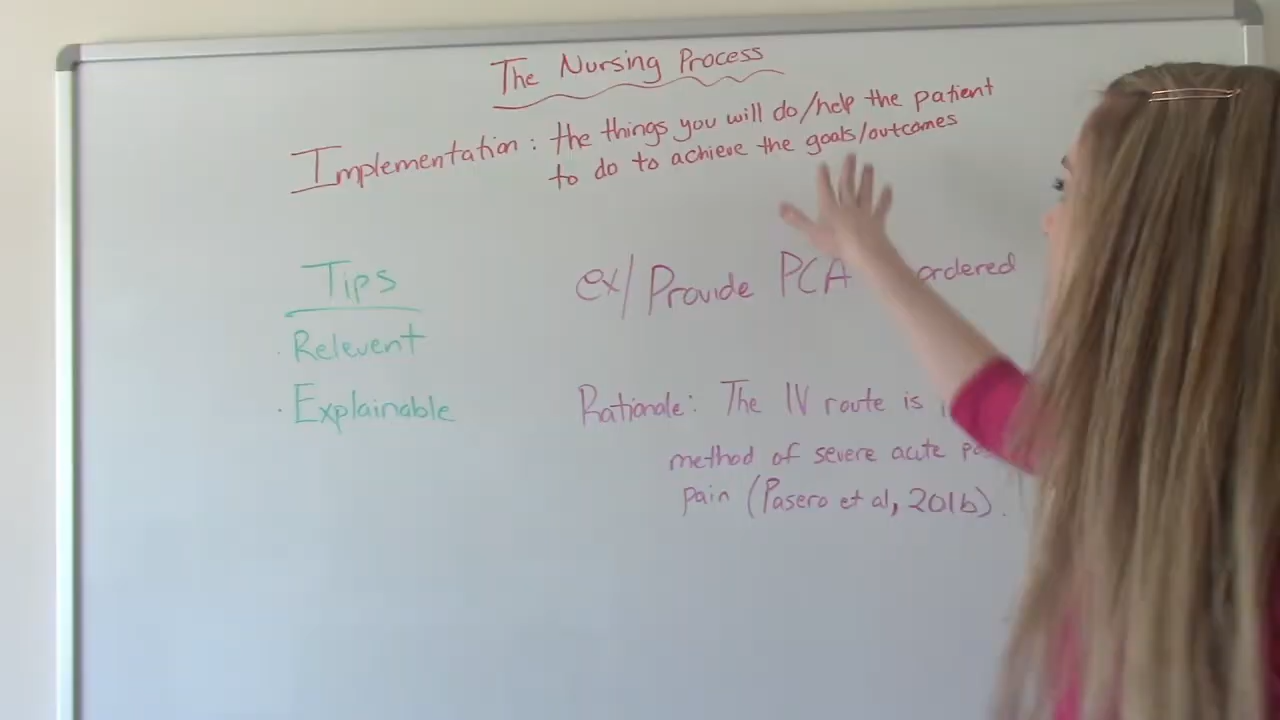 The Nursing Process
Implementation: the things you will do/help the patient
to do to achieve the goals/outcomes
Tips
· Relevent
· Explainable
ex/ Provide PCA ordered
Rationale: The IV route is
method of severe acute
pain (Pasero et al, 2016).